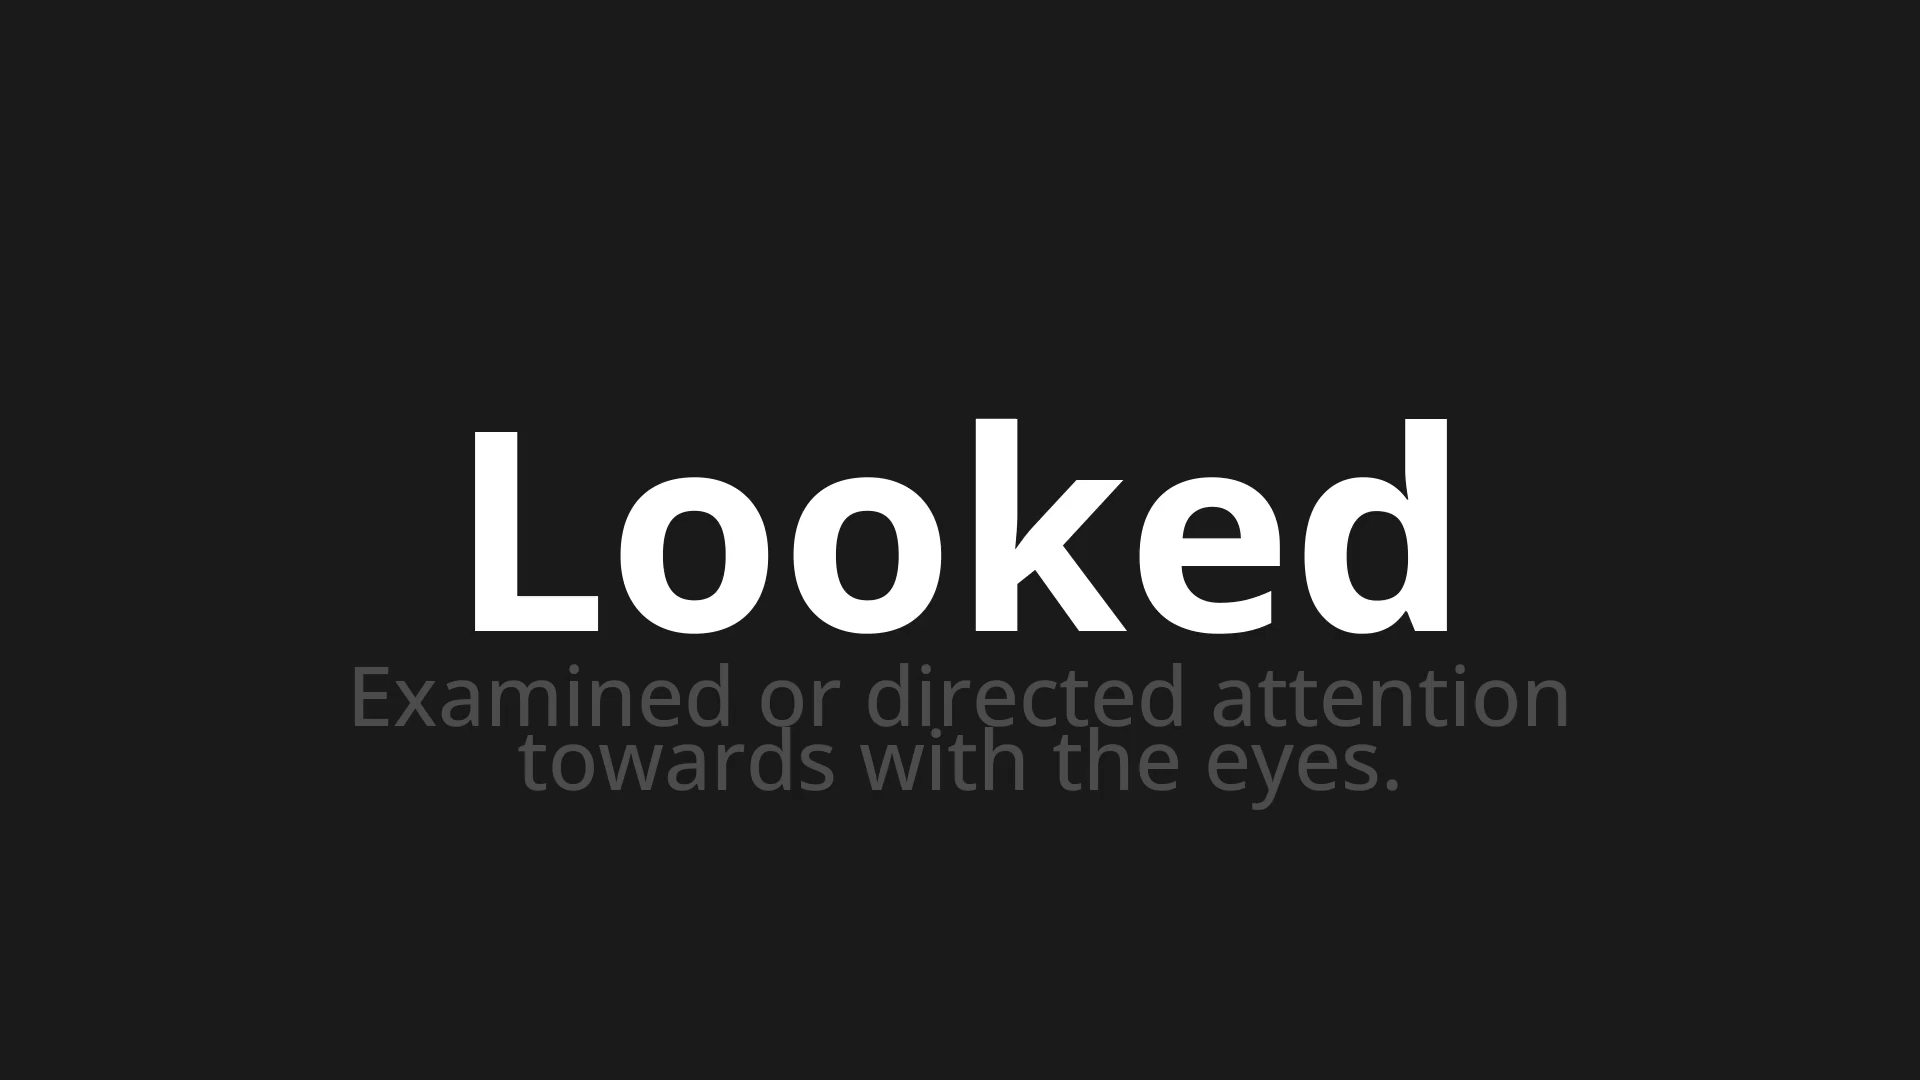 Looked
Examined or directed attention
towards with the eyes.